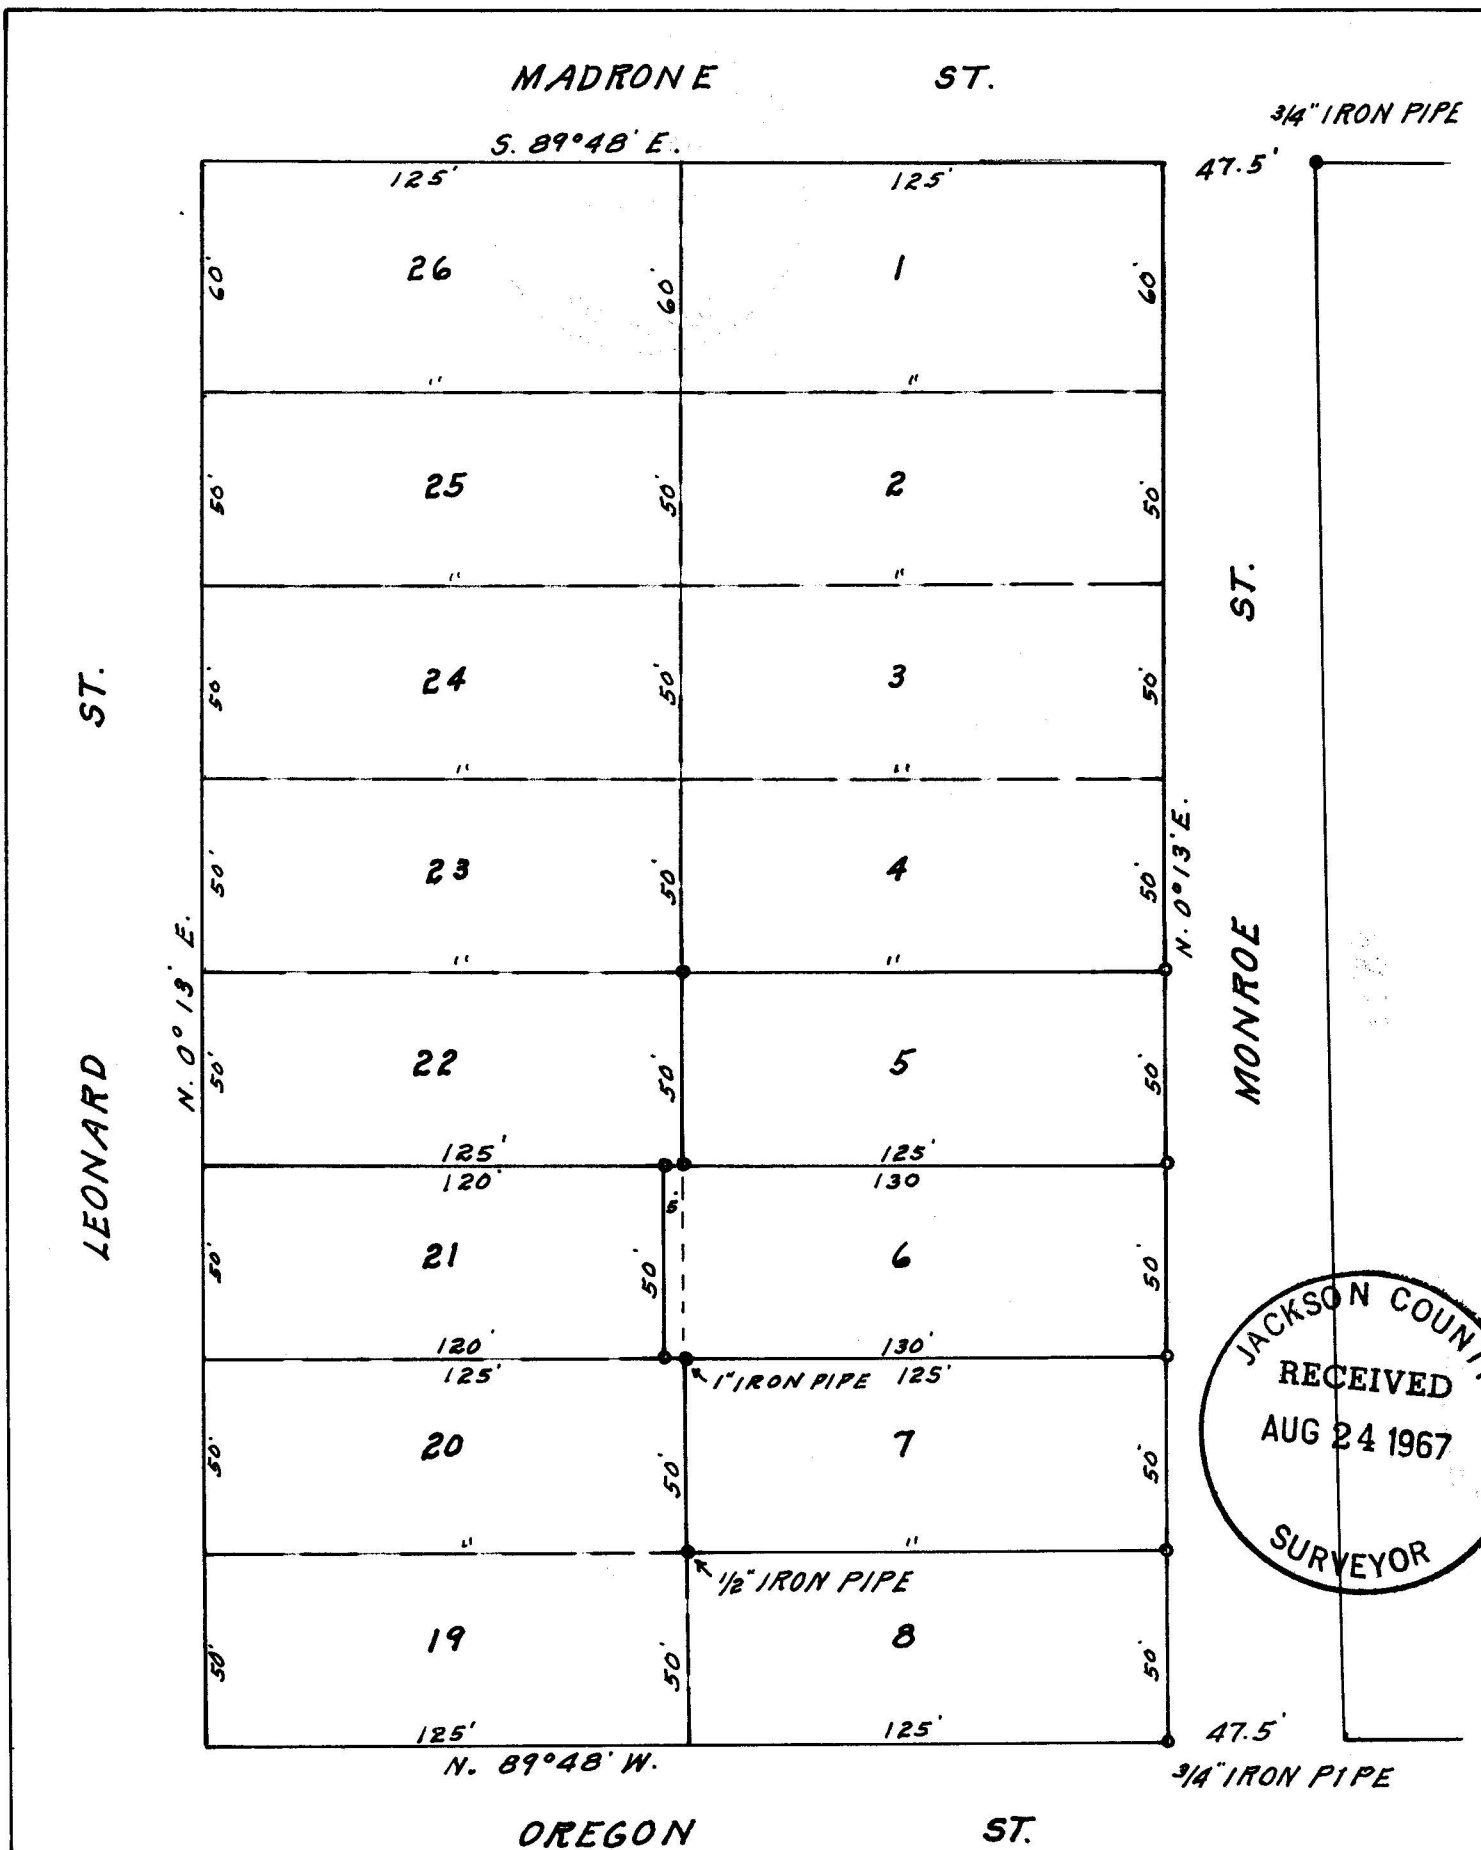 MADRONE ST.
3/4" IRON PIPE
S. 89°48' E.
125' 125' 47.5'
26 1
60' 60' 60'
" "
25 2
50' 50' 50'
" "
ST.
24 3
50' 50' 50'
ST.
" "
23 4
50' 50' 50'
N. 0° 13' E.
" "
N. 0° 13' E.
MONROE
22 5
50' 50' 50'
LEONARD
125' 125'
120' 130
5'
21 6
50' 50' 50'
120' 130'
125' 1" IRON PIPE 125'
20 7
50' 50' 50'
" "
1/2" IRON PIPE
19 8
50' 50' 50'
125' 125' 47.5'
N. 89°48' W.
3/4" IRON PIPE
OREGON ST.
JACKSON COUNT
RECEIVED
AUG 24 1967
SURVEYOR